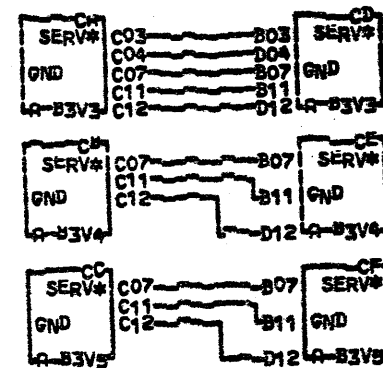 CD
SERV* C03 B03 SERV*
C04 D04
GND C07 B07 GND
C11 B11
A-B3V3 C12 D12 A-B3V3
CE
SERV* C07 B07 SERV*
C11
GND C12 B11 GND
A-B3V4 D12 A-B3V4
CC CF
SERV* C07 B07 SERV*
C11
GND C12 B11 GND
A-B3V5 D12 A-B3V5